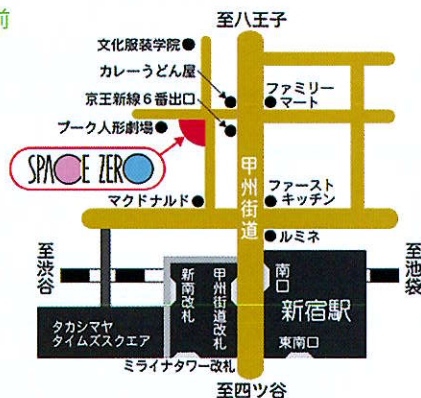 前
至八王子
文化服装学院
カレーうどん屋
京王新線6番出口
ファミリー
マート
プーク人形劇場
SPACE ZERO
甲州街道
マクドナルド
ファースト
キッチン
ルミネ
至渋谷
至池袋
新南改札
甲州街道改札
南口
新宿駅
タカシマヤ
タイムズスクエア
東南口
ミライナタワー改札
至四ツ谷